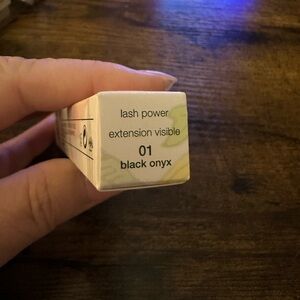 lash power
extension visible
01
black onyx